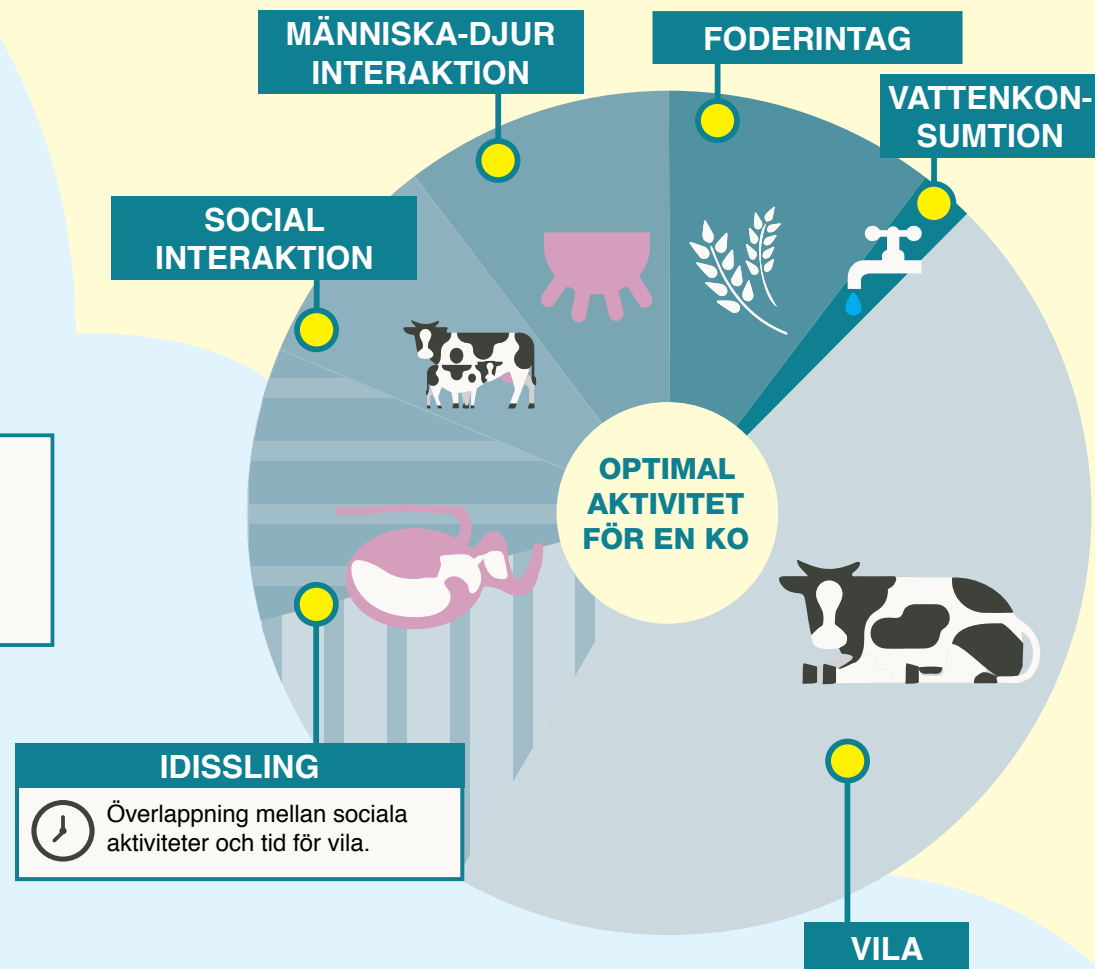 MÄNNISKA-DJUR
INTERAKTION
FODERINTAG
VATTENKON-
SUMTION
SOCIAL
INTERAKTION
OPTIMAL
AKTIVITET
FÖR EN KO
IDISSLING
Överlappning mellan sociala
aktiviteter och tid för vila.
VILA